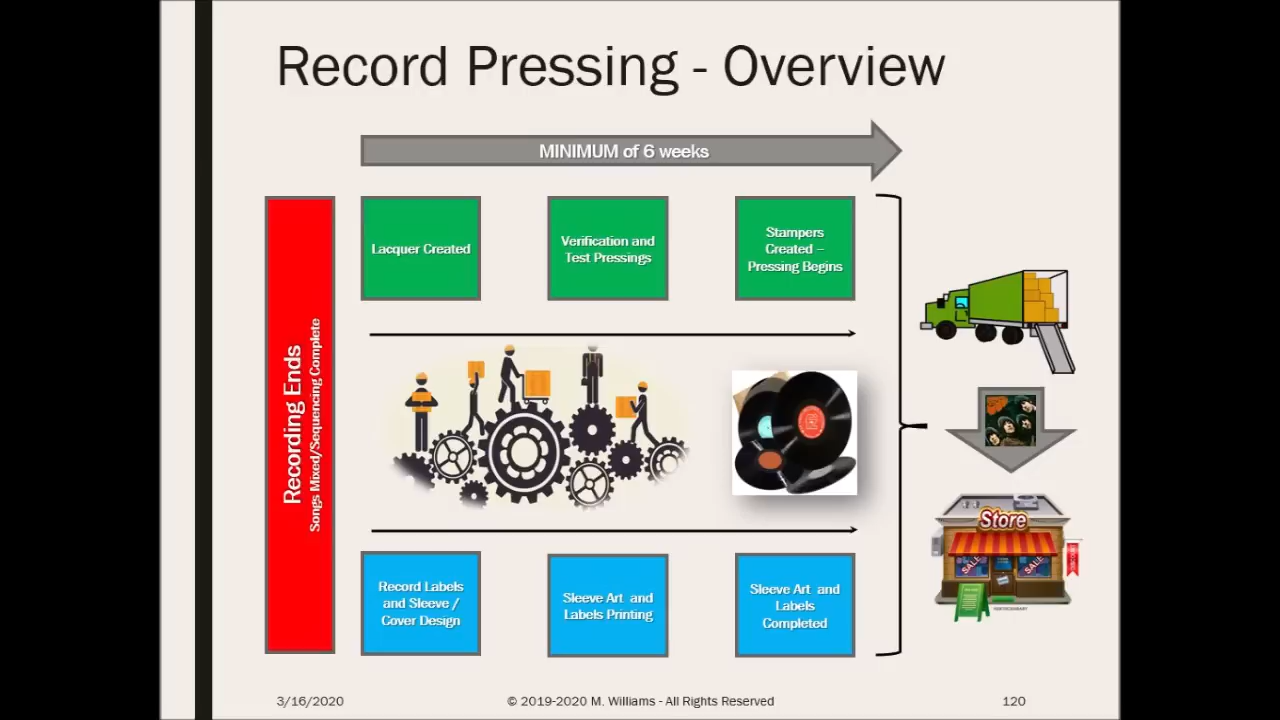 Record Pressing - Overview
MINIMUM of 6 weeks
Recording Ends
Songs Mixed/Sequencing Complete
Lacquer Created
Verification and
Test Pressings
Stampers
Created –
Pressing Begins
Record Labels
and Sleeve /
Cover Design
Sleeve Art and
Labels Printing
Sleeve Art and
Labels
Completed
Store
SALE
SALE
3/16/2020
© 2019-2020 M. Williams - All Rights Reserved
120